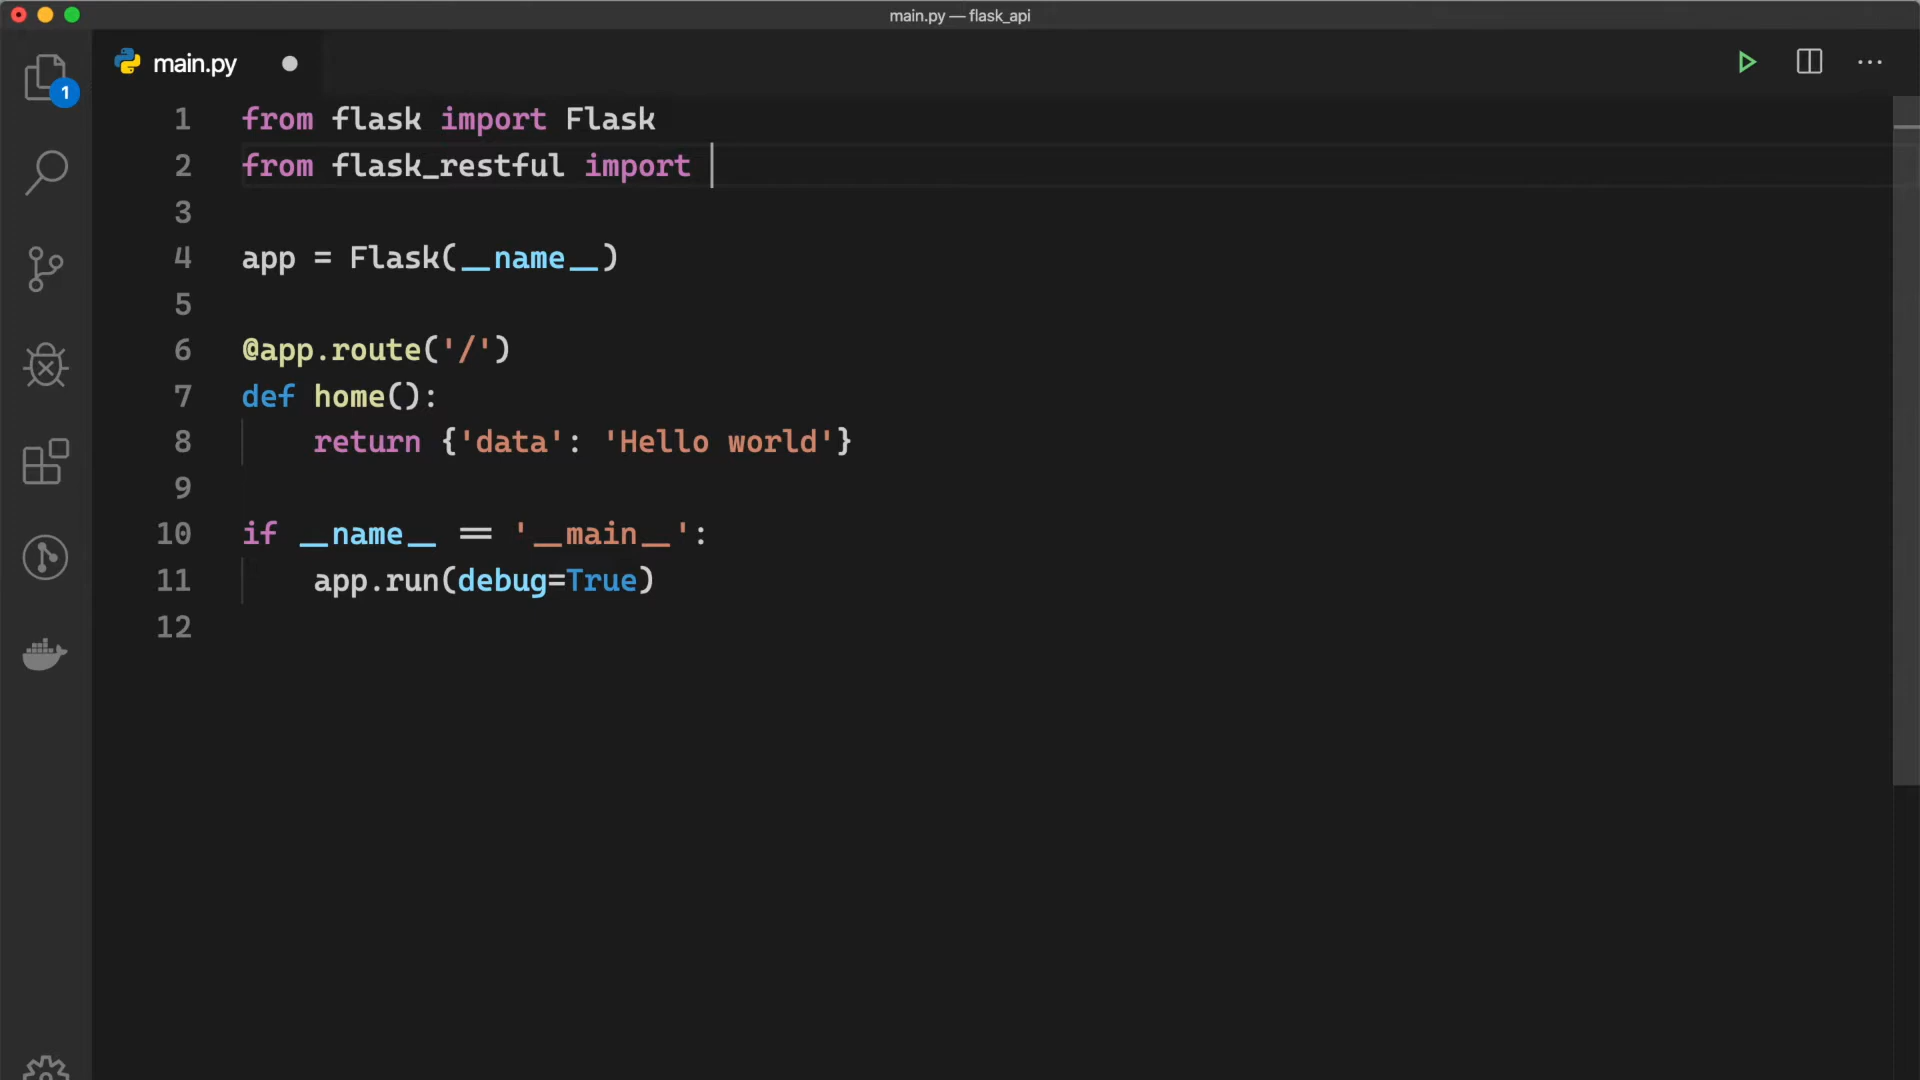 main.py — flask_api
1
main.py
1 from flask import Flask
2 from flask_restful import
3
4 app = Flask(__name__)
5
6 @app.route('/')
7 def home():
8     return {'data': 'Hello world'}
9
10 if __name__ == '__main__':
11     app.run(debug=True)
12